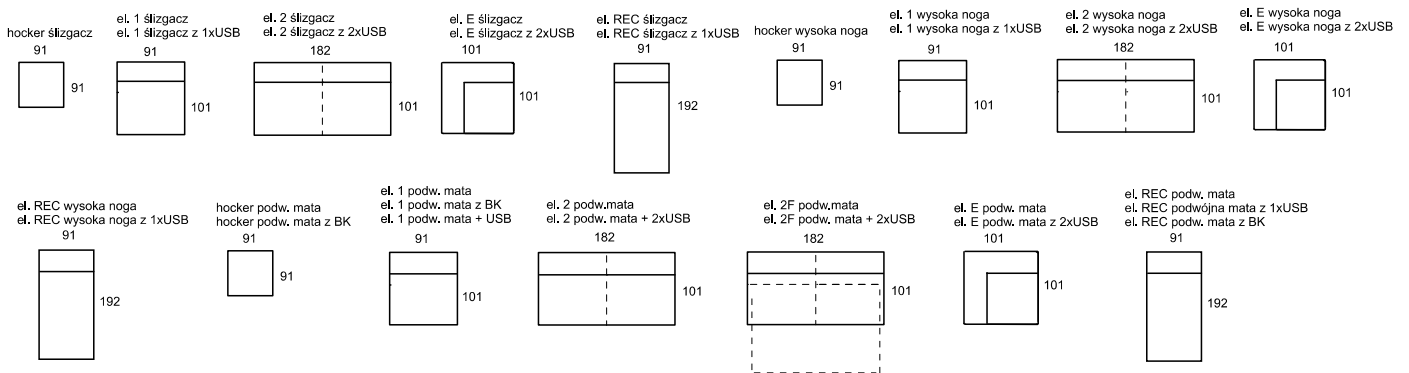 hocker ślizgacz
91
91
el. 1 ślizgacz
el. 1 ślizgacz z 1xUSB
91
101
el. 2 ślizgacz
el. 2 ślizgacz z 2xUSB
182
101
el. E ślizgacz
el. E ślizgacz z 2xUSB
101
101
el. REC ślizgacz
el. REC ślizgacz z 1xUSB
91
192
hocker wysoka noga
91
91
el. 1 wysoka noga
el. 1 wysoka noga z 1xUSB
91
101
el. 2 wysoka noga
el. 2 wysoka noga z 2xUSB
182
101
el. E wysoka noga
el. E wysoka noga z 2xUSB
101
101
el. REC wysoka noga
el. REC wysoka noga z 1xUSB
91
192
hocker podw. mata
hocker podw. mata z BK
91
91
el. 1 podw. mata
el. 1 podw. mata z BK
el. 1 podw. mata + USB
91
101
el. 2 podw.mata
el. 2 podw. mata + 2xUSB
182
101
el. 2F podw.mata
el. 2F podw. mata + 2xUSB
182
101
el. E podw. mata
el. E podw. mata z 2xUSB
101
101
el. REC podw. mata
el. REC podwójna mata z 1xUSB
el. REC podw. mata z BK
91
192